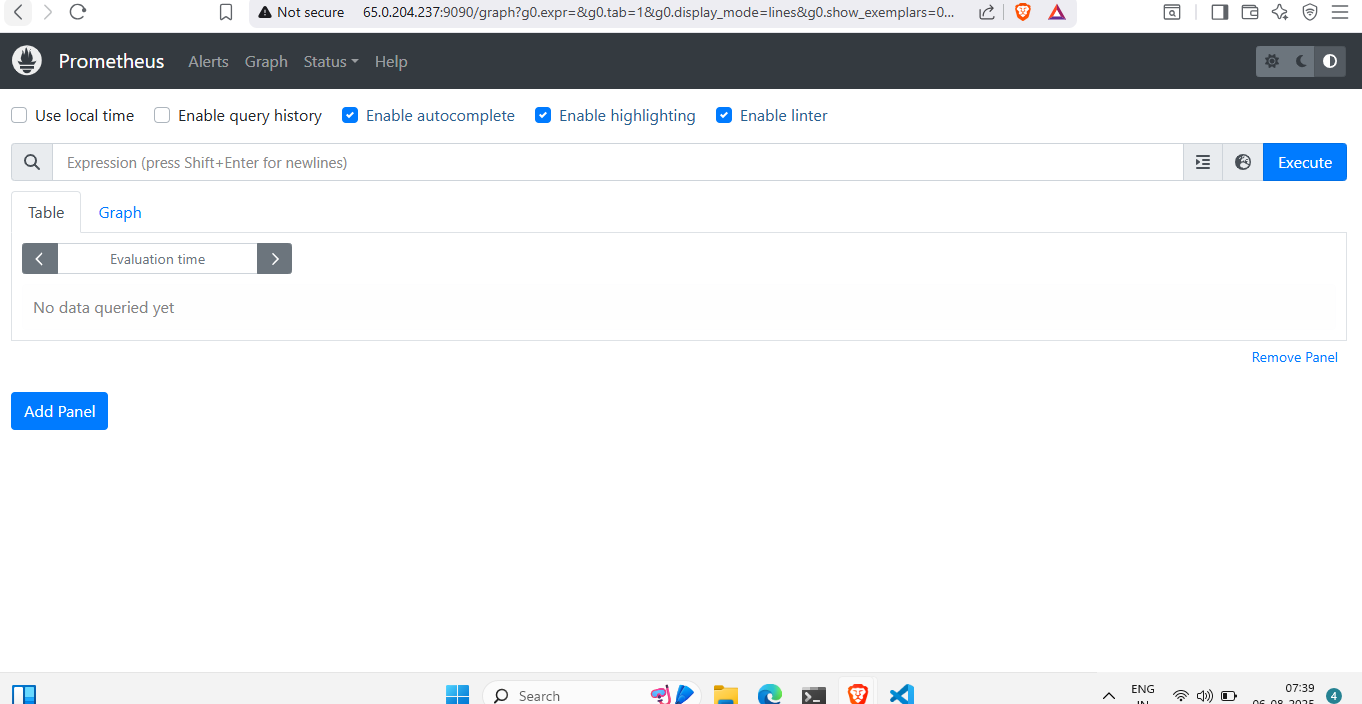 Not secure 65.0.204.237:9090/graph?g0.expr=&g0.tab=1&g0.display_mode=lines&g0.show_exemplars=0...
Prometheus Alerts Graph Status Help
Use local time Enable query history Enable autocomplete Enable highlighting Enable linter
Expression (press Shift+Enter for newlines) Execute
Table Graph
Evaluation time
No data queried yet
Remove Panel
Add Panel
Search ENG 07:39 4
IN 06-08-2025